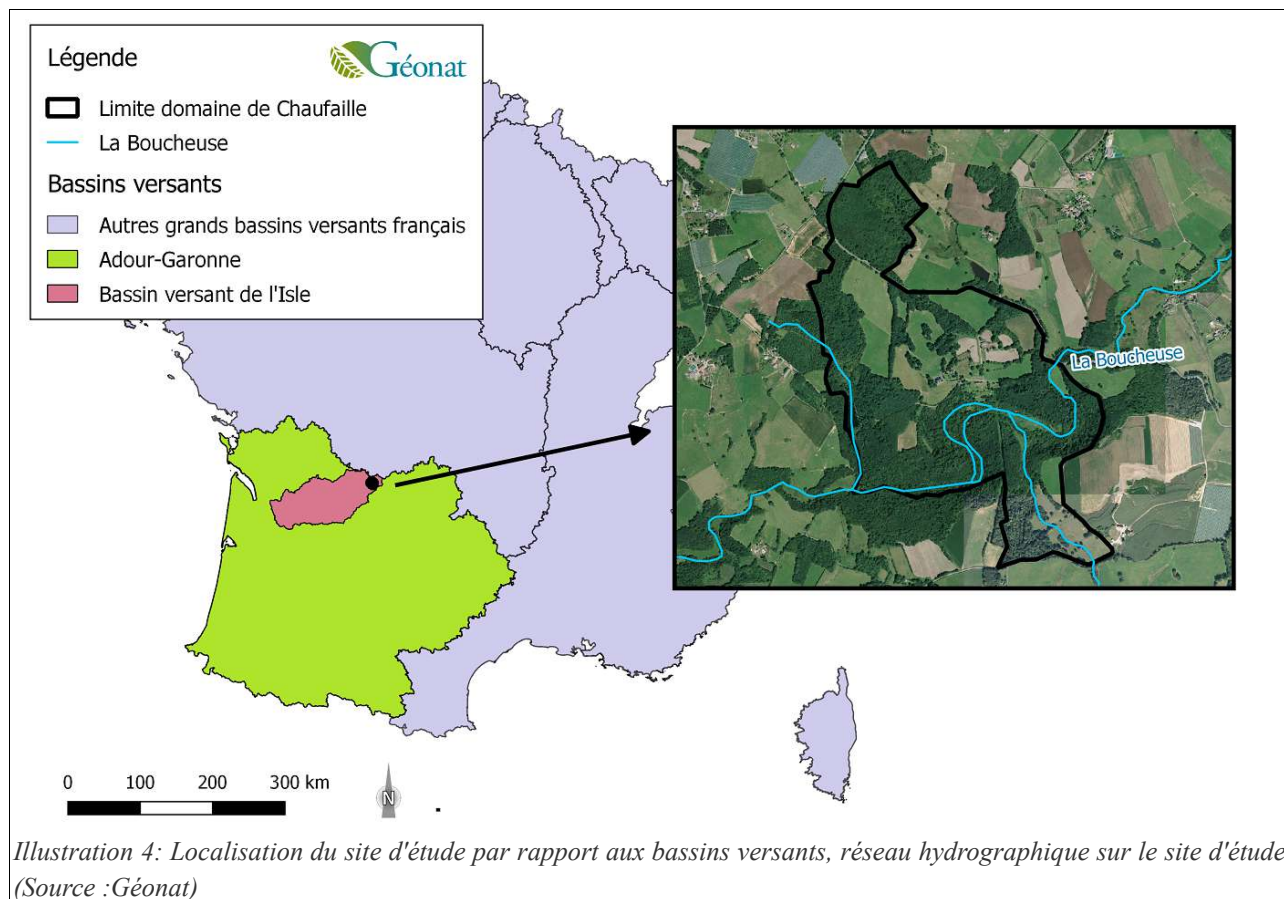 Légende
Géonat
Limite domaine de Chaufaille
La Boucheuse
Bassins versants
Autres grands bassins versants français
Adour-Garonne
Bassin versant de l'Isle
La Boucheuse
0 100 200 300 km
N
Illustration 4: Localisation du site d'étude par rapport aux bassins versants, réseau hydrographique sur le site d'étude
(Source :Géonat)